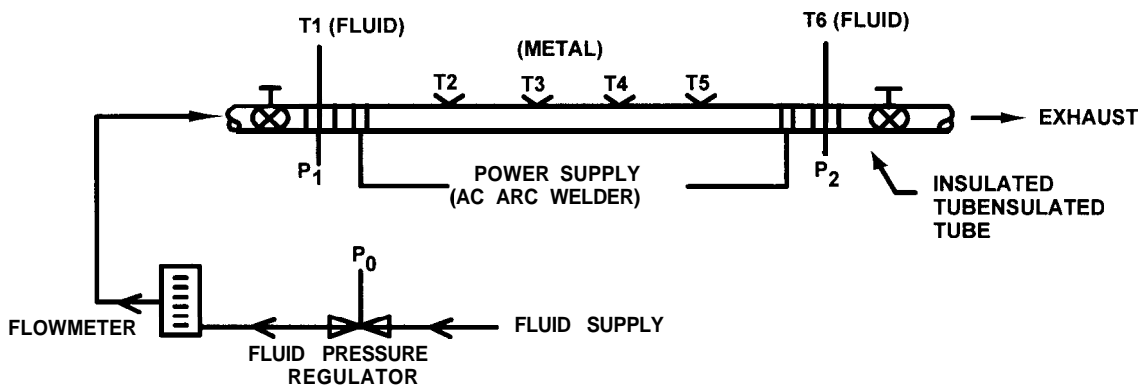 T1 (FLUID)
T6 (FLUID)
(METAL)
T2
T3
T4
T5
EXHAUST
P1
POWER SUPPLY
(AC ARC WELDER)
P2
INSULATED
TUBENSULATED
TUBE
P0
FLOWMETER
FLUID SUPPLY
FLUID PRESSURE
REGULATOR